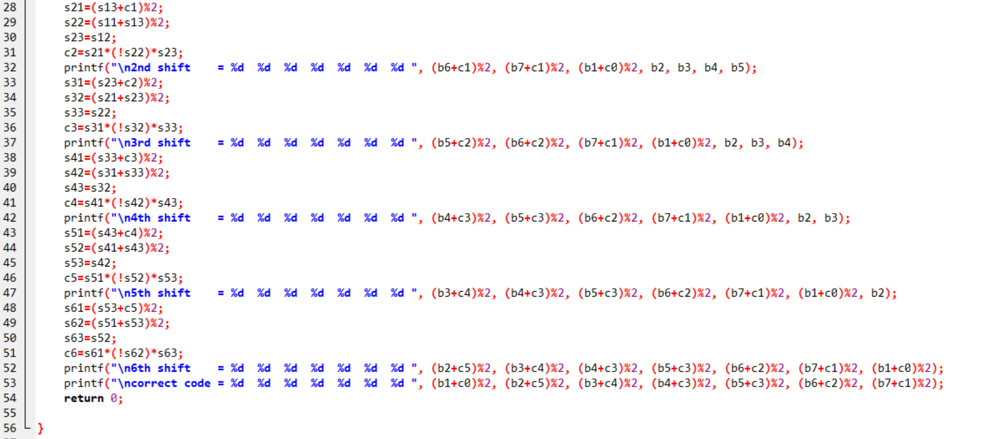 28 s21=(s13+c1)%2;
29 s22=(s11+s13)%2;
30 s23=s12;
31 c2=s21*(!s22)*s23;
32 printf("\n2nd shift    = %d  %d  %d  %d  %d  %d  %d ", (b6+c1)%2, (b7+c1)%2, (b1+c0)%2, b2, b3, b4, b5);
33 s31=(s23+c2)%2;
34 s32=(s21+s23)%2;
35 s33=s22;
36 c3=s31*(!s32)*s33;
37 printf("\n3rd shift    = %d  %d  %d  %d  %d  %d  %d ", (b5+c2)%2, (b6+c2)%2, (b7+c1)%2, (b1+c0)%2, b2, b3, b4);
38 s41=(s33+c3)%2;
39 s42=(s31+s33)%2;
40 s43=s32;
41 c4=s41*(!s42)*s43;
42 printf("\n4th shift    = %d  %d  %d  %d  %d  %d  %d ", (b4+c3)%2, (b5+c3)%2, (b6+c2)%2, (b7+c1)%2, (b1+c0)%2, b2, b3);
43 s51=(s43+c4)%2;
44 s52=(s41+s43)%2;
45 s53=s42;
46 c5=s51*(!s52)*s53;
47 printf("\n5th shift    = %d  %d  %d  %d  %d  %d  %d ", (b3+c4)%2, (b4+c3)%2, (b5+c3)%2, (b6+c2)%2, (b7+c1)%2, (b1+c0)%2, b2);
48 s61=(s53+c5)%2;
49 s62=(s51+s53)%2;
50 s63=s52;
51 c6=s61*(!s62)*s63;
52 printf("\n6th shift    = %d  %d  %d  %d  %d  %d  %d ", (b2+c5)%2, (b3+c4)%2, (b4+c3)%2, (b5+c3)%2, (b6+c2)%2, (b7+c1)%2, (b1+c0)%2);
53 printf("\ncorrect code = %d  %d  %d  %d  %d  %d  %d ", (b1+c0)%2, (b2+c5)%2, (b3+c4)%2, (b4+c3)%2, (b5+c3)%2, (b6+c2)%2, (b7+c1)%2);
54 return 0;
55
56 }